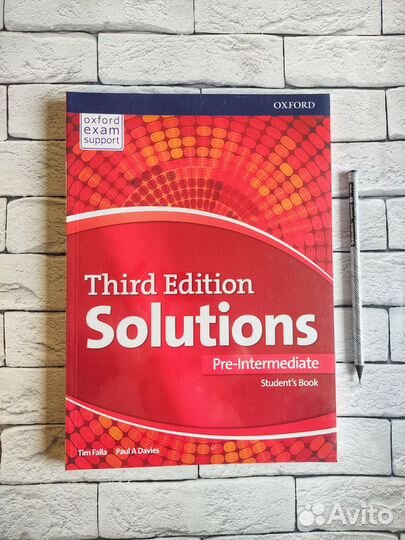 OXFORD
oxford
exam
support
Third Edition
Solutions
Pre-Intermediate
Student's Book
Tim Falla Paul A Davies
Avito